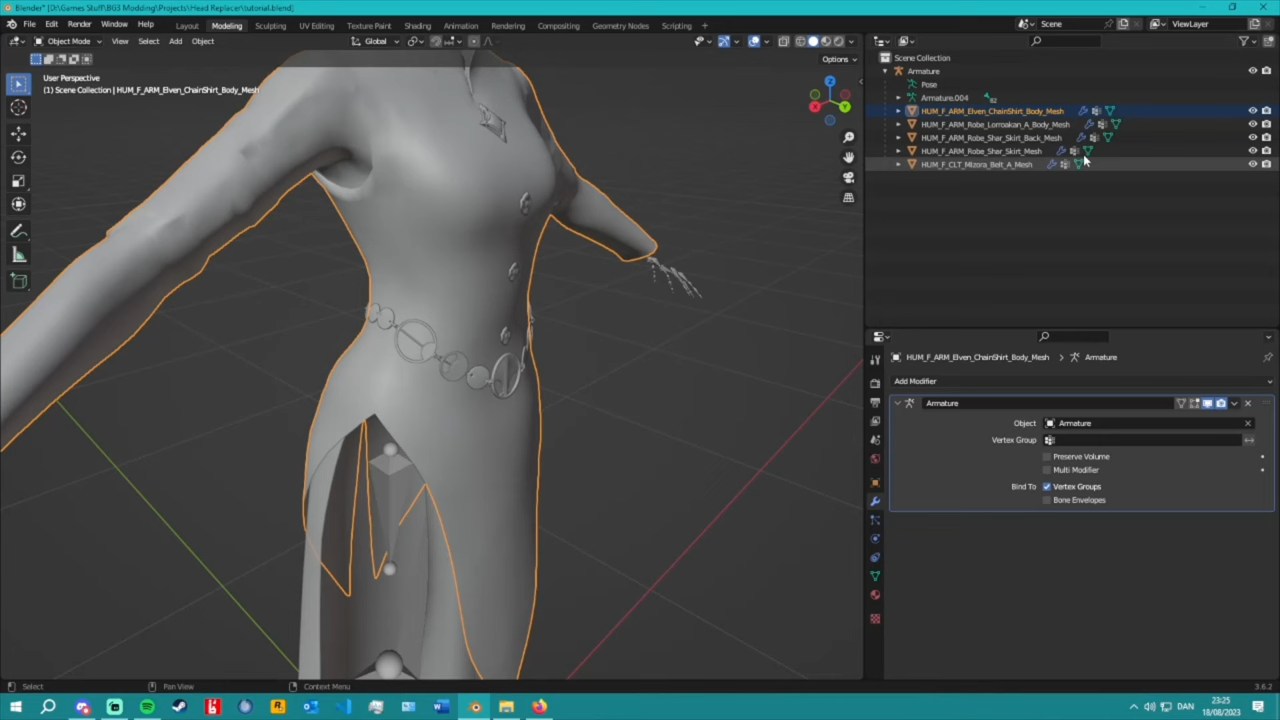 Blender* [D:\Games Stuff\BG3 Modding\Projects\Head Replacer\tutorial.blend]
File Edit Render Window Help Layout Modeling Sculpting UV Editing Texture Paint Shading Animation Rendering Compositing Geometry Nodes Scripting + Scene ViewLayer
Object Mode View Select Add Object Global
Options
User Perspective
(1) Scene Collection | HUM_F_ARM_Elven_ChainShirt_Body_Mesh
Z
Y
X
Scene Collection
Armature
Pose
Armature.004 82
HUM_F_ARM_Elven_ChainShirt_Body_Mesh
HUM_F_ARM_Robe_Lorroakan_A_Body_Mesh
HUM_F_ARM_Robe_Shar_Skirt_Back_Mesh
HUM_F_ARM_Robe_Shar_Skirt_Mesh
HUM_F_CLT_Mizora_Belt_A_Mesh
HUM_F_ARM_Elven_ChainShirt_Body_Mesh > Armature
Add Modifier
Armature
Object Armature
Vertex Group
Preserve Volume
Multi Modifier
Bind To Vertex Groups
Bone Envelopes
Select Pan View Context Menu 3.6.2
DAN 23:25
18/08/2023